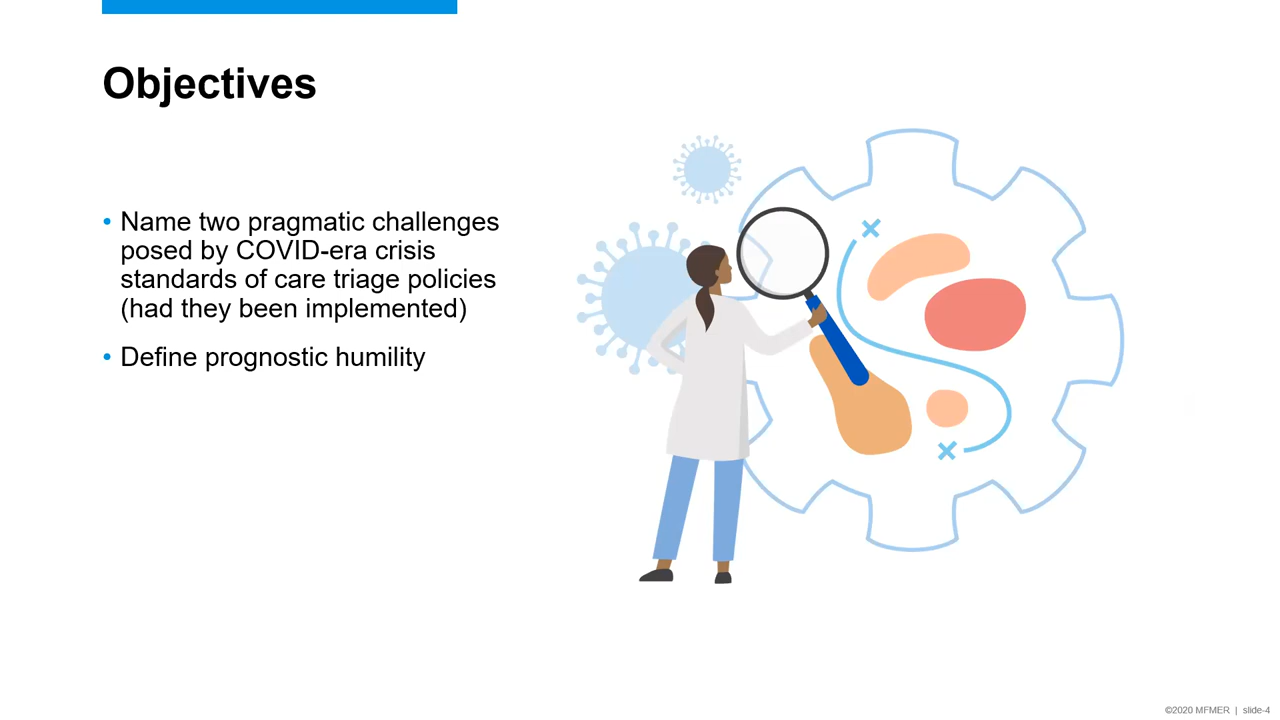 Objectives
• Name two pragmatic challenges
posed by COVID-era crisis
standards of care triage policies
(had they been implemented)
• Define prognostic humility
©2020 MFMER | slide-4